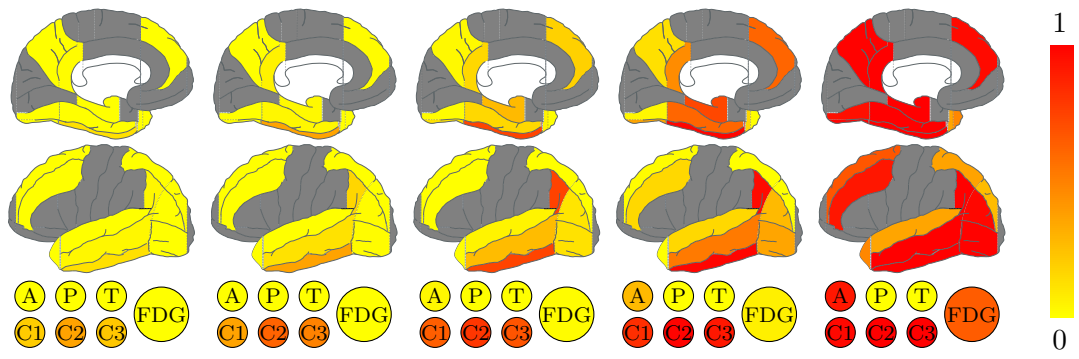 1
A P T A P T A P T A P T A P T
FDG FDG FDG FDG FDG
C1 C2 C3 C1 C2 C3 C1 C2 C3 C1 C2 C3 C1 C2 C3
0